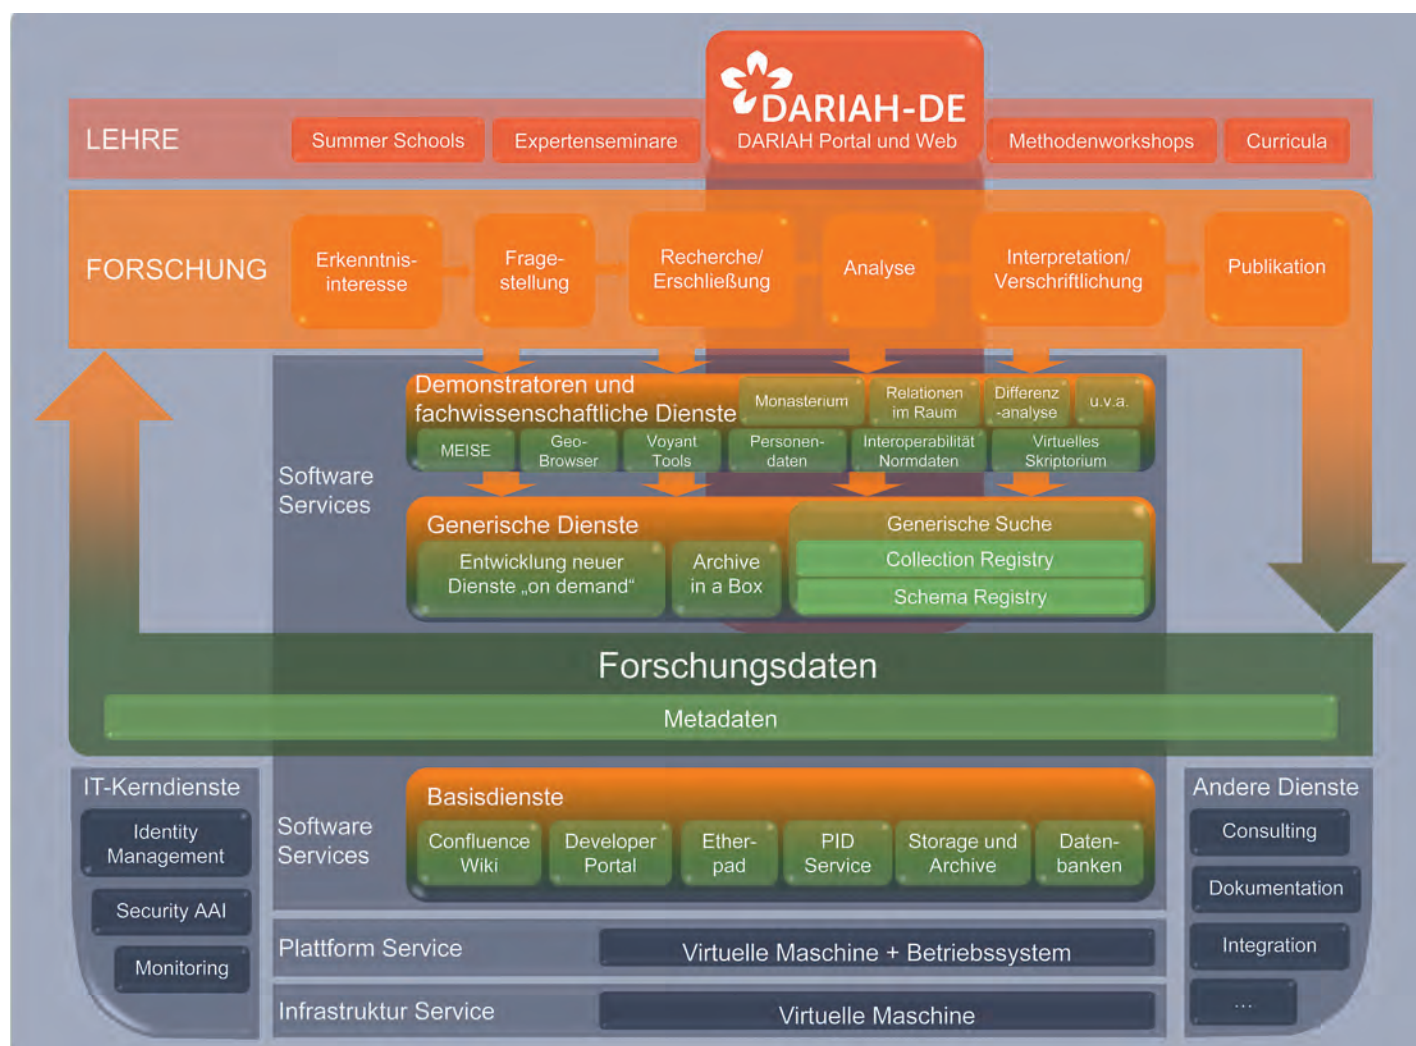 DARIAH-DE
DARIAH Portal und Web
LEHRE
Summer Schools
Expertenseminare
Methodenworkshops
Curricula
FORSCHUNG
Erkenntnis-
interesse
Frage-
stellung
Recherche/
Erschließung
Analyse
Interpretation/
Verschriftlichung
Publikation
Software
Services
Demonstratoren und
fachwissenschaftliche Dienste
Monasterium
Relationen
im Raum
Differenz
-analyse
u.v.a.
MEISE
Geo-
Browser
Voyant
Tools
Personen-
daten
Interoperabilität
Normdaten
Virtuelles
Skriptorium
Generische Dienste
Entwicklung neuer
Dienste „on demand“
Archive
in a Box
Generische Suche
Collection Registry
Schema Registry
Forschungsdaten
Metadaten
IT-Kerndienste
Identity
Management
Security AAI
Monitoring
Software
Services
Basisdienste
Confluence
Wiki
Developer
Portal
Ether-
pad
PID
Service
Storage und
Archive
Daten-
banken
Plattform Service
Virtuelle Maschine + Betriebssystem
Infrastruktur Service
Virtuelle Maschine
Andere Dienste
Consulting
Dokumentation
Integration
...